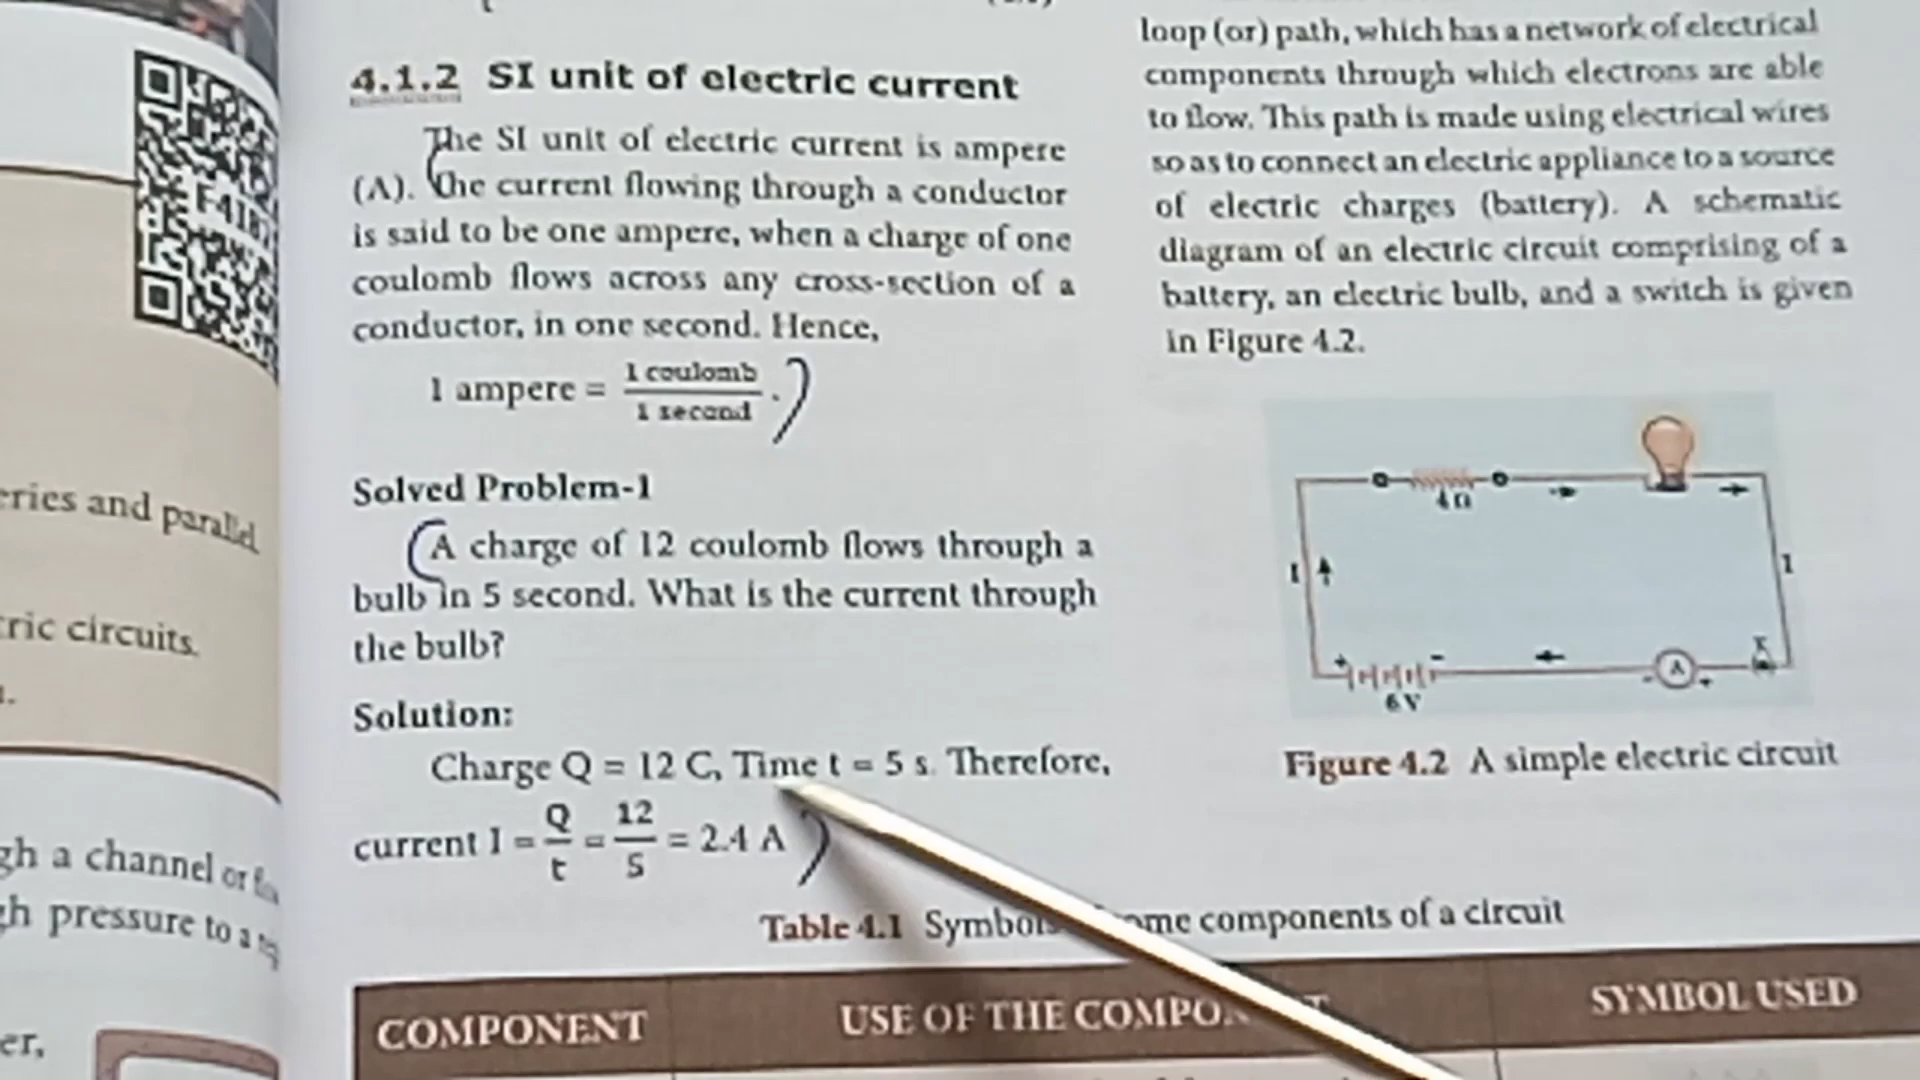 4.1.2 SI unit of electric current
The SI unit of electric current is ampere
(A). The current flowing through a conductor
is said to be one ampere, when a charge of one
coulomb flows across any cross-section of a
conductor, in one second. Hence,
1 ampere = 1 coulomb / 1 second .
Solved Problem-1
A charge of 12 coulomb flows through a
bulb in 5 second. What is the current through
the bulb?
Solution:
Charge Q = 12 C, Time t = 5 s. Therefore,
current I = Q/t = 12/5 = 2.4 A
loop (or) path, which has a network of electrical
components through which electrons are able
to flow. This path is made using electrical wires
so as to connect an electric appliance to a source
of electric charges (battery). A schematic
diagram of an electric circuit comprising of a
battery, an electric bulb, and a switch is given
in Figure 4.2.
4Ω
I
I
+ -
6 V
- A +
K
Figure 4.2 A simple electric circuit
Table 4.1 Symbols components of a circuit
COMPONENT
USE OF THE
SYMBOL USED
and parallel
circuits.
a channel or
pressure to a